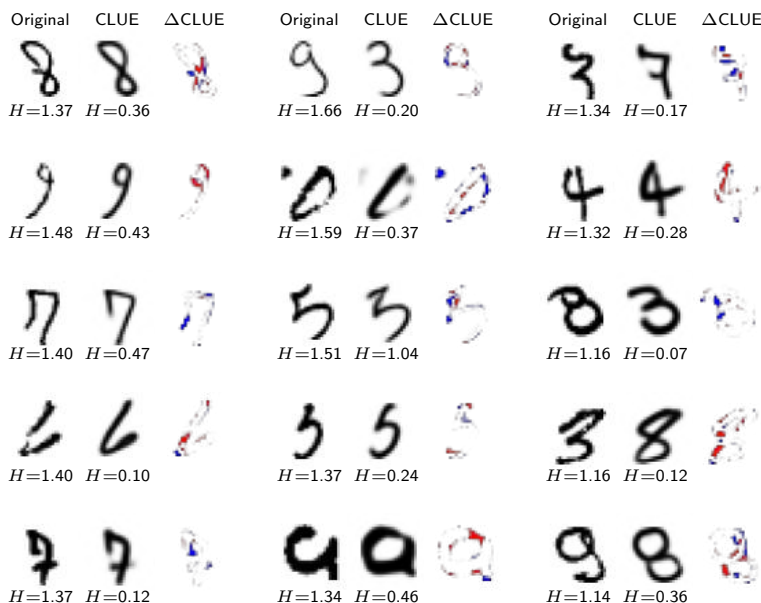 Original CLUE ΔCLUE Original CLUE ΔCLUE Original CLUE ΔCLUE
H=1.37 H=0.36 H=1.66 H=0.20 H=1.34 H=0.17
H=1.48 H=0.43 H=1.59 H=0.37 H=1.32 H=0.28
H=1.40 H=0.47 H=1.51 H=1.04 H=1.16 H=0.07
H=1.40 H=0.10 H=1.37 H=0.24 H=1.16 H=0.12
H=1.37 H=0.12 H=1.34 H=0.46 H=1.14 H=0.36